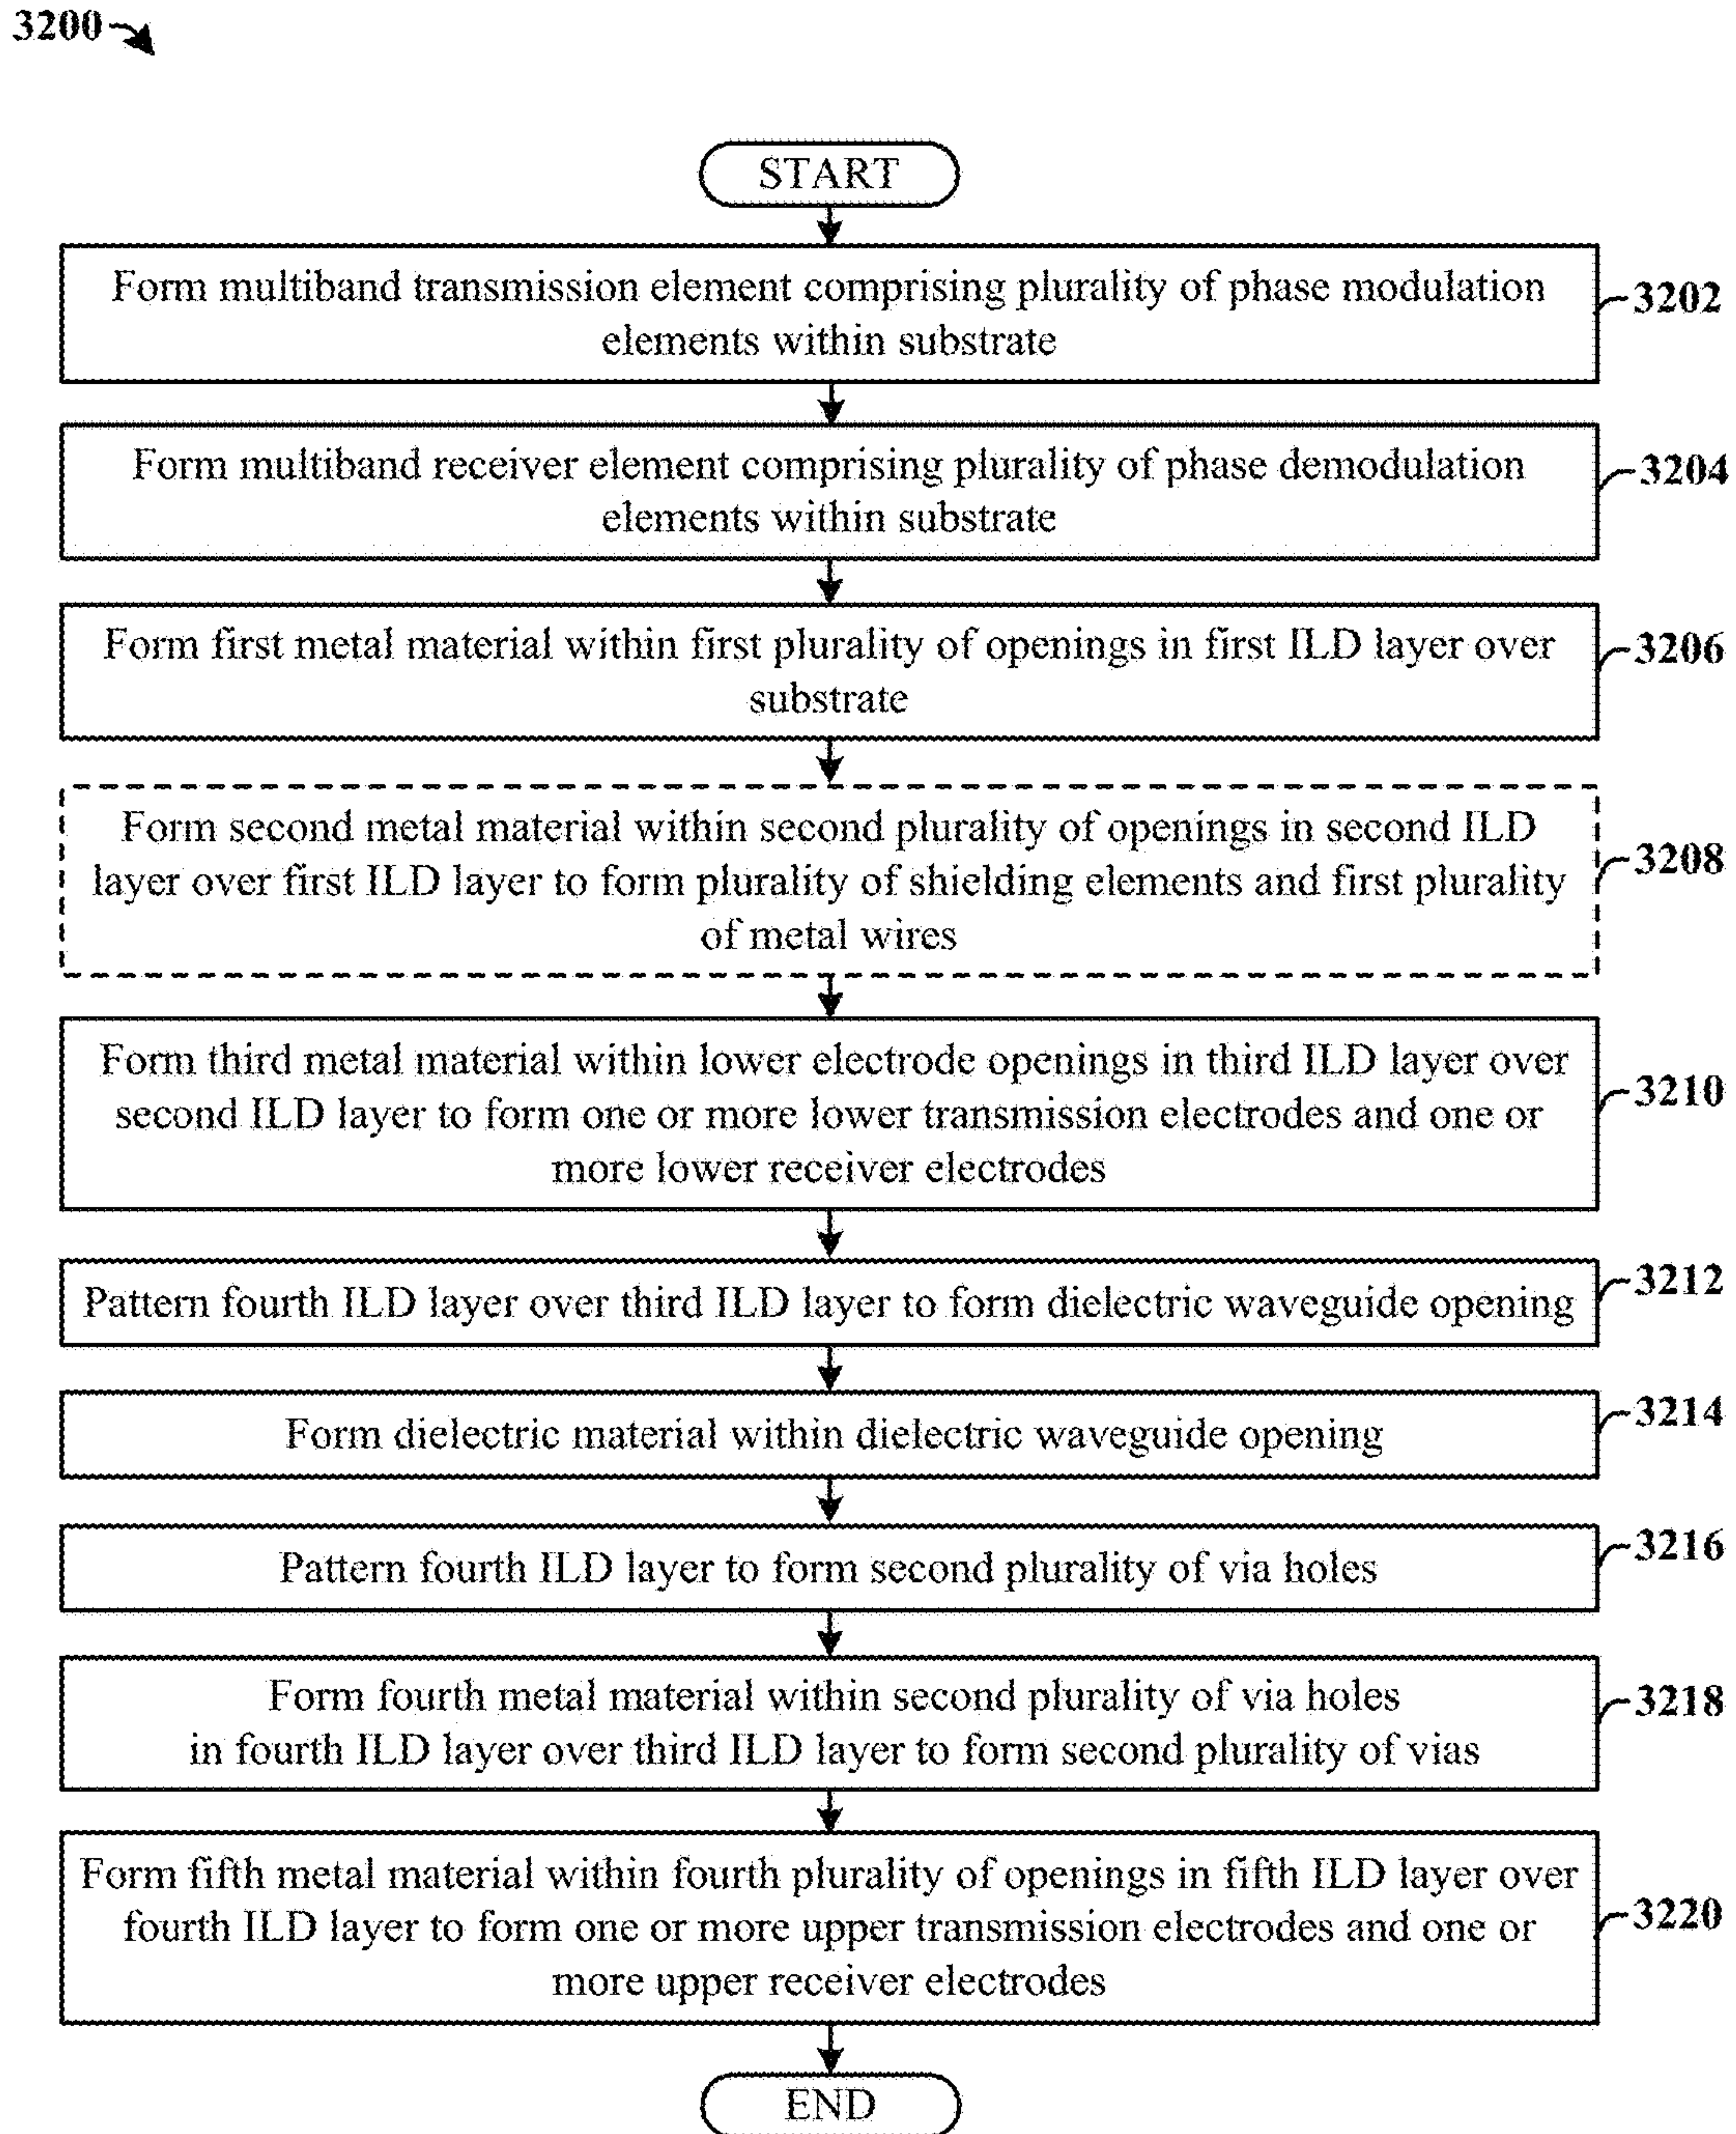 3200
START
Form multiband transmission element comprising plurality of phase modulation
elements within substrate
3202
Form multiband receiver element comprising plurality of phase demodulation
elements within substrate
3204
Form first metal material within first plurality of openings in first ILD layer over
substrate
3206
Form second metal material within second plurality of openings in second ILD
layer over first ILD layer to form plurality of shielding elements and first plurality
of metal wires
3208
Form third metal material within lower electrode openings in third ILD layer over
second ILD layer to form one or more lower transmission electrodes and one or
more lower receiver electrodes
3210
Pattern fourth ILD layer over third ILD layer to form dielectric waveguide opening
3212
Form dielectric material within dielectric waveguide opening
3214
Pattern fourth ILD layer to form second plurality of via holes
3216
Form fourth metal material within second plurality of via holes
in fourth ILD layer over third ILD layer to form second plurality of vias
3218
Form fifth metal material within fourth plurality of openings in fifth ILD layer over
fourth ILD layer to form one or more upper transmission electrodes and one or
more upper receiver electrodes
3220
END